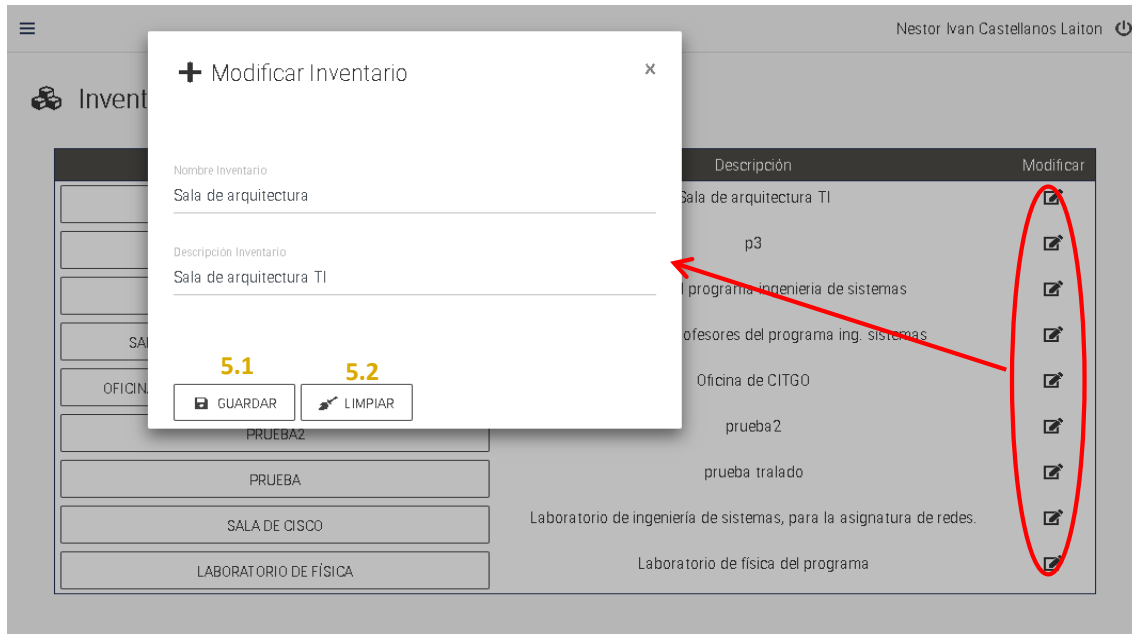 Nestor Ivan Castellanos Laiton
Modificar Inventario
x
Invent
Descripción
Modificar
Nombre Inventario
Sala de arquitectura
Sala de arquitectura TI
p3
Descripción Inventario
Sala de arquitectura TI
programa ingenieria de sistemas
ofesores del programa ing. sistemas
SA
5.1
5.2
OFICIN
Oficina de CITGO
GUARDAR
LIMPIAR
PRUEBA2
prueba2
PRUEBA
prueba tralado
SALA DE CISCO
Laboratorio de ingeniería de sistemas, para la asignatura de redes.
LABORATORIO DE FÍSICA
Laboratorio de física del programa